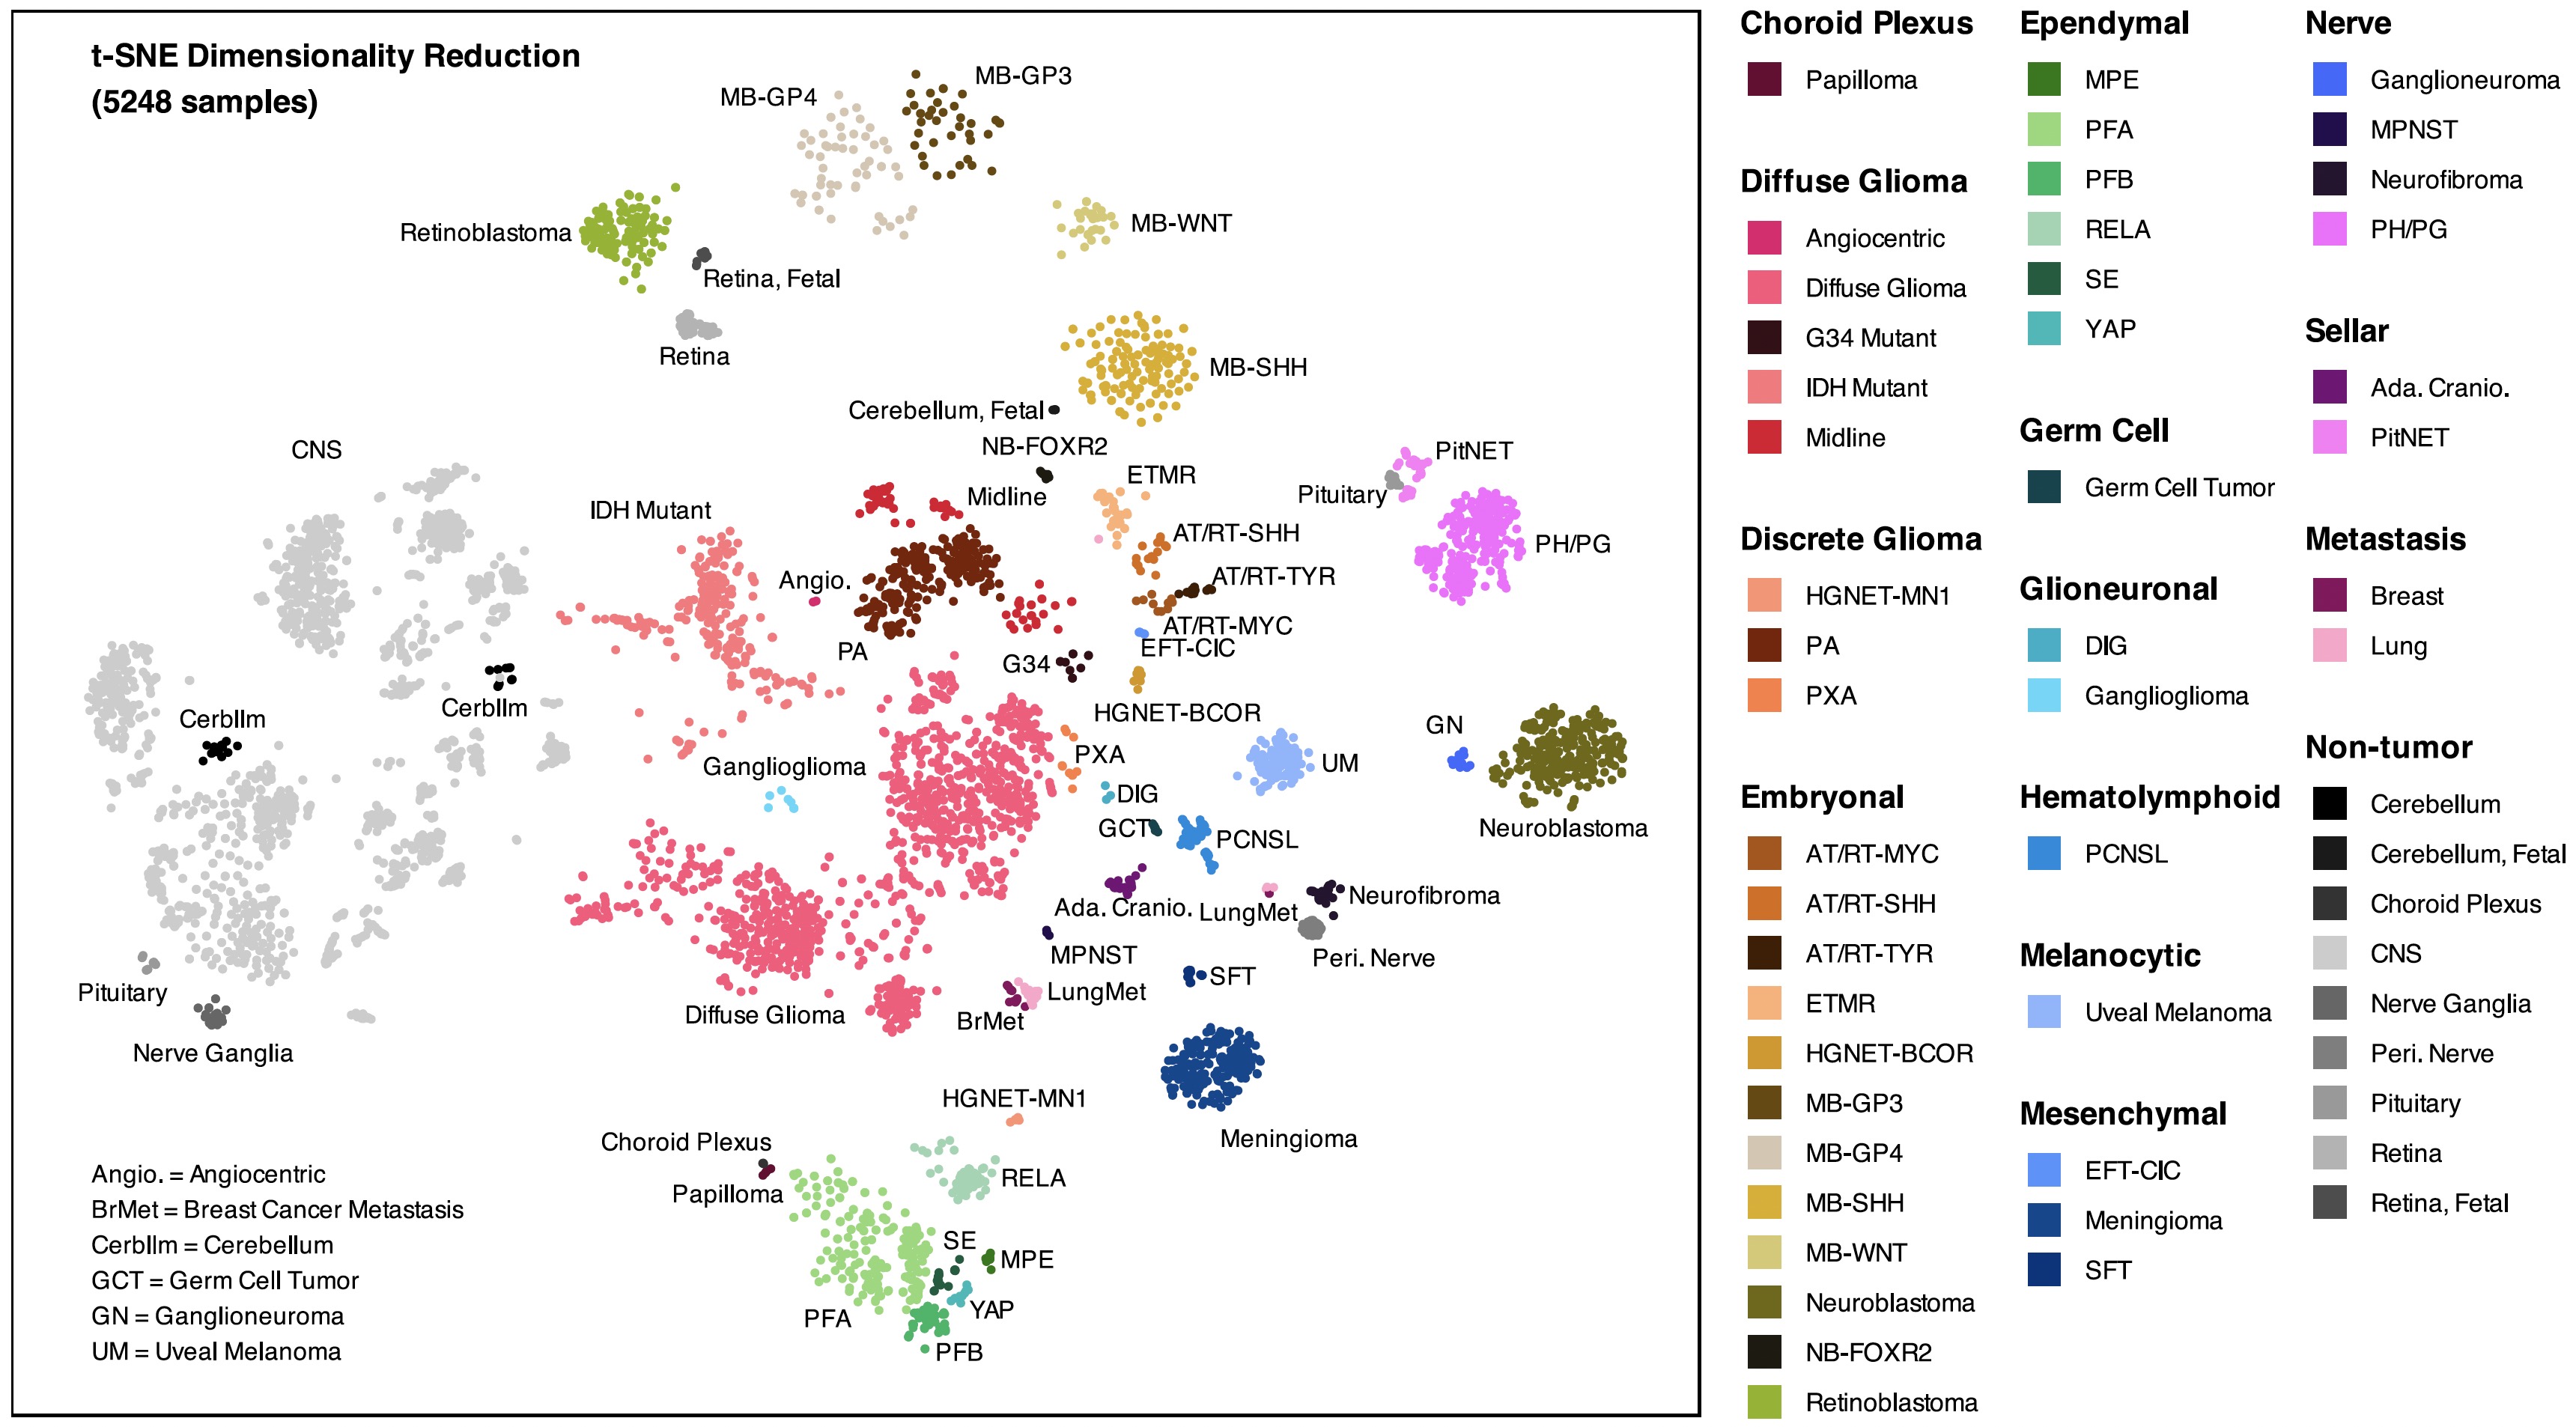 t-SNE Dimensionality Reduction
(5248 samples)
MB-GP3
MB-GP4
Retinoblastoma
MB-WNT
Retina, Fetal
Retina
MB-SHH
Cerebellum, Fetal
NB-FOXR2
CNS
PitNET
ETMR
Midline
Pituitary
IDH Mutant
AT/RT-SHH
PH/PG
Angio.
AT/RT-TYR
AT/RT-MYC
EFT-CIC
PA
G34
Cerbllm
Cerbllm
HGNET-BCOR
GN
PXA
Ganglioglioma
UM
DIG
GCT
Neuroblastoma
PCNSL
Neurofibroma
Ada. Cranio.
LungMet
MPNST
Peri. Nerve
SFT
Pituitary
LungMet
Diffuse Glioma
BrMet
Nerve Ganglia
HGNET-MN1
Meningioma
Choroid Plexus
RELA
Papilloma
SE
MPE
YAP
PFA
PFB
Angio. = Angiocentric
BrMet = Breast Cancer Metastasis
Cerbllm = Cerebellum
GCT = Germ Cell Tumor
GN = Ganglioneuroma
UM = Uveal Melanoma
Choroid Plexus
Papilloma
Diffuse Glioma
Angiocentric
Diffuse Glioma
G34 Mutant
IDH Mutant
Midline
Discrete Glioma
HGNET-MN1
PA
PXA
Embryonal
AT/RT-MYC
AT/RT-SHH
AT/RT-TYR
ETMR
HGNET-BCOR
MB-GP3
MB-GP4
MB-SHH
MB-WNT
Neuroblastoma
NB-FOXR2
Retinoblastoma
Ependymal
MPE
PFA
PFB
RELA
SE
YAP
Germ Cell
Germ Cell Tumor
Glioneuronal
DIG
Ganglioglioma
Hematolymphoid
PCNSL
Melanocytic
Uveal Melanoma
Mesenchymal
EFT-CIC
Meningioma
SFT
Nerve
Ganglioneuroma
MPNST
Neurofibroma
PH/PG
Sellar
Ada. Cranio.
PitNET
Metastasis
Breast
Lung
Non-tumor
Cerebellum
Cerebellum, Fetal
Choroid Plexus
CNS
Nerve Ganglia
Peri. Nerve
Pituitary
Retina
Retina, Fetal